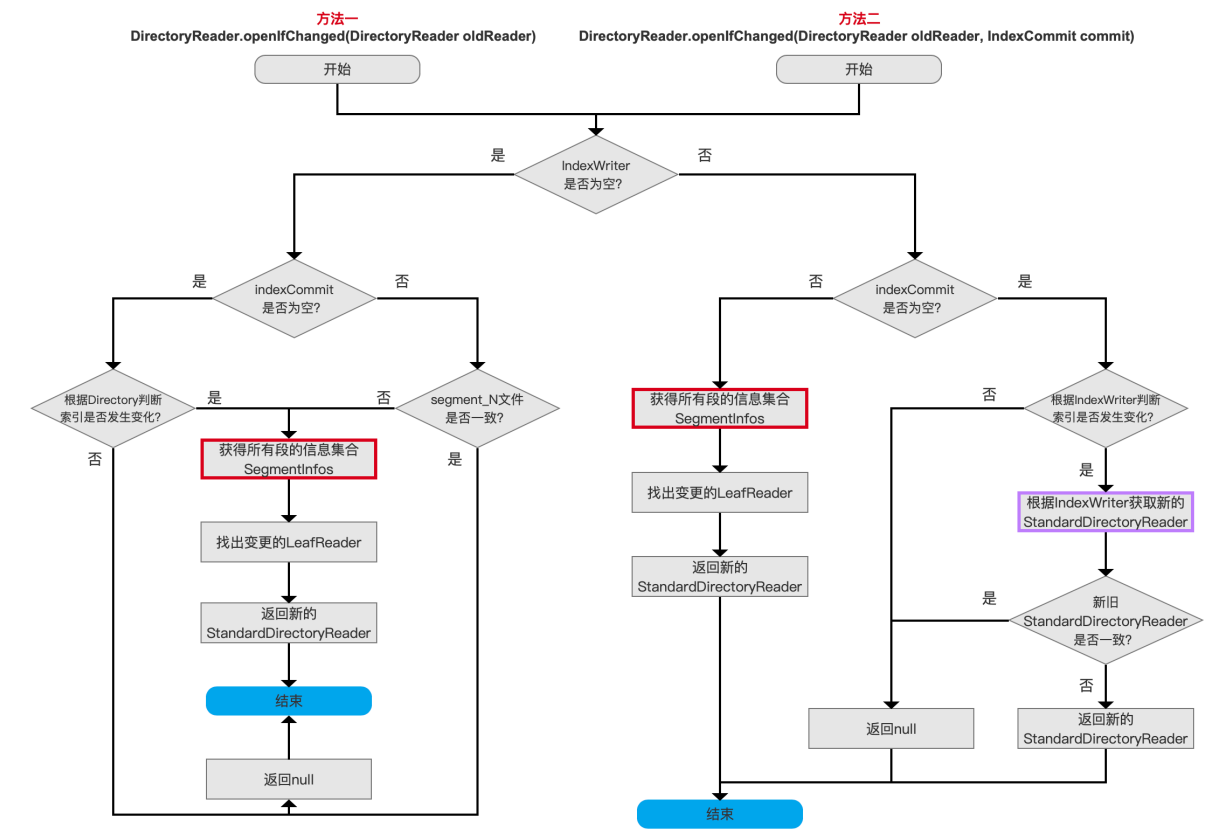 方法一
DirectoryReader.openIfChanged(DirectoryReader oldReader)
方法二
DirectoryReader.openIfChanged(DirectoryReader oldReader, IndexCommit commit)
开始
开始
IndexWriter
是否为空?
是
否
indexCommit
是否为空?
是
否
根据Directory判断
索引是否发生变化?
是
否
segment_N文件
是否一致?
否
是
获得所有段的信息集合
SegmentInfos
找出变更的LeafReader
返回新的
StandardDirectoryReader
结束
返回null
indexCommit
是否为空?
否
是
获得所有段的信息集合
SegmentInfos
找出变更的LeafReader
返回新的
StandardDirectoryReader
根据IndexWriter判断
索引是否发生变化?
否
是
根据IndexWriter获取新的
StandardDirectoryReader
新旧
StandardDirectoryReader
是否一致?
是
否
返回null
返回新的
StandardDirectoryReader
结束